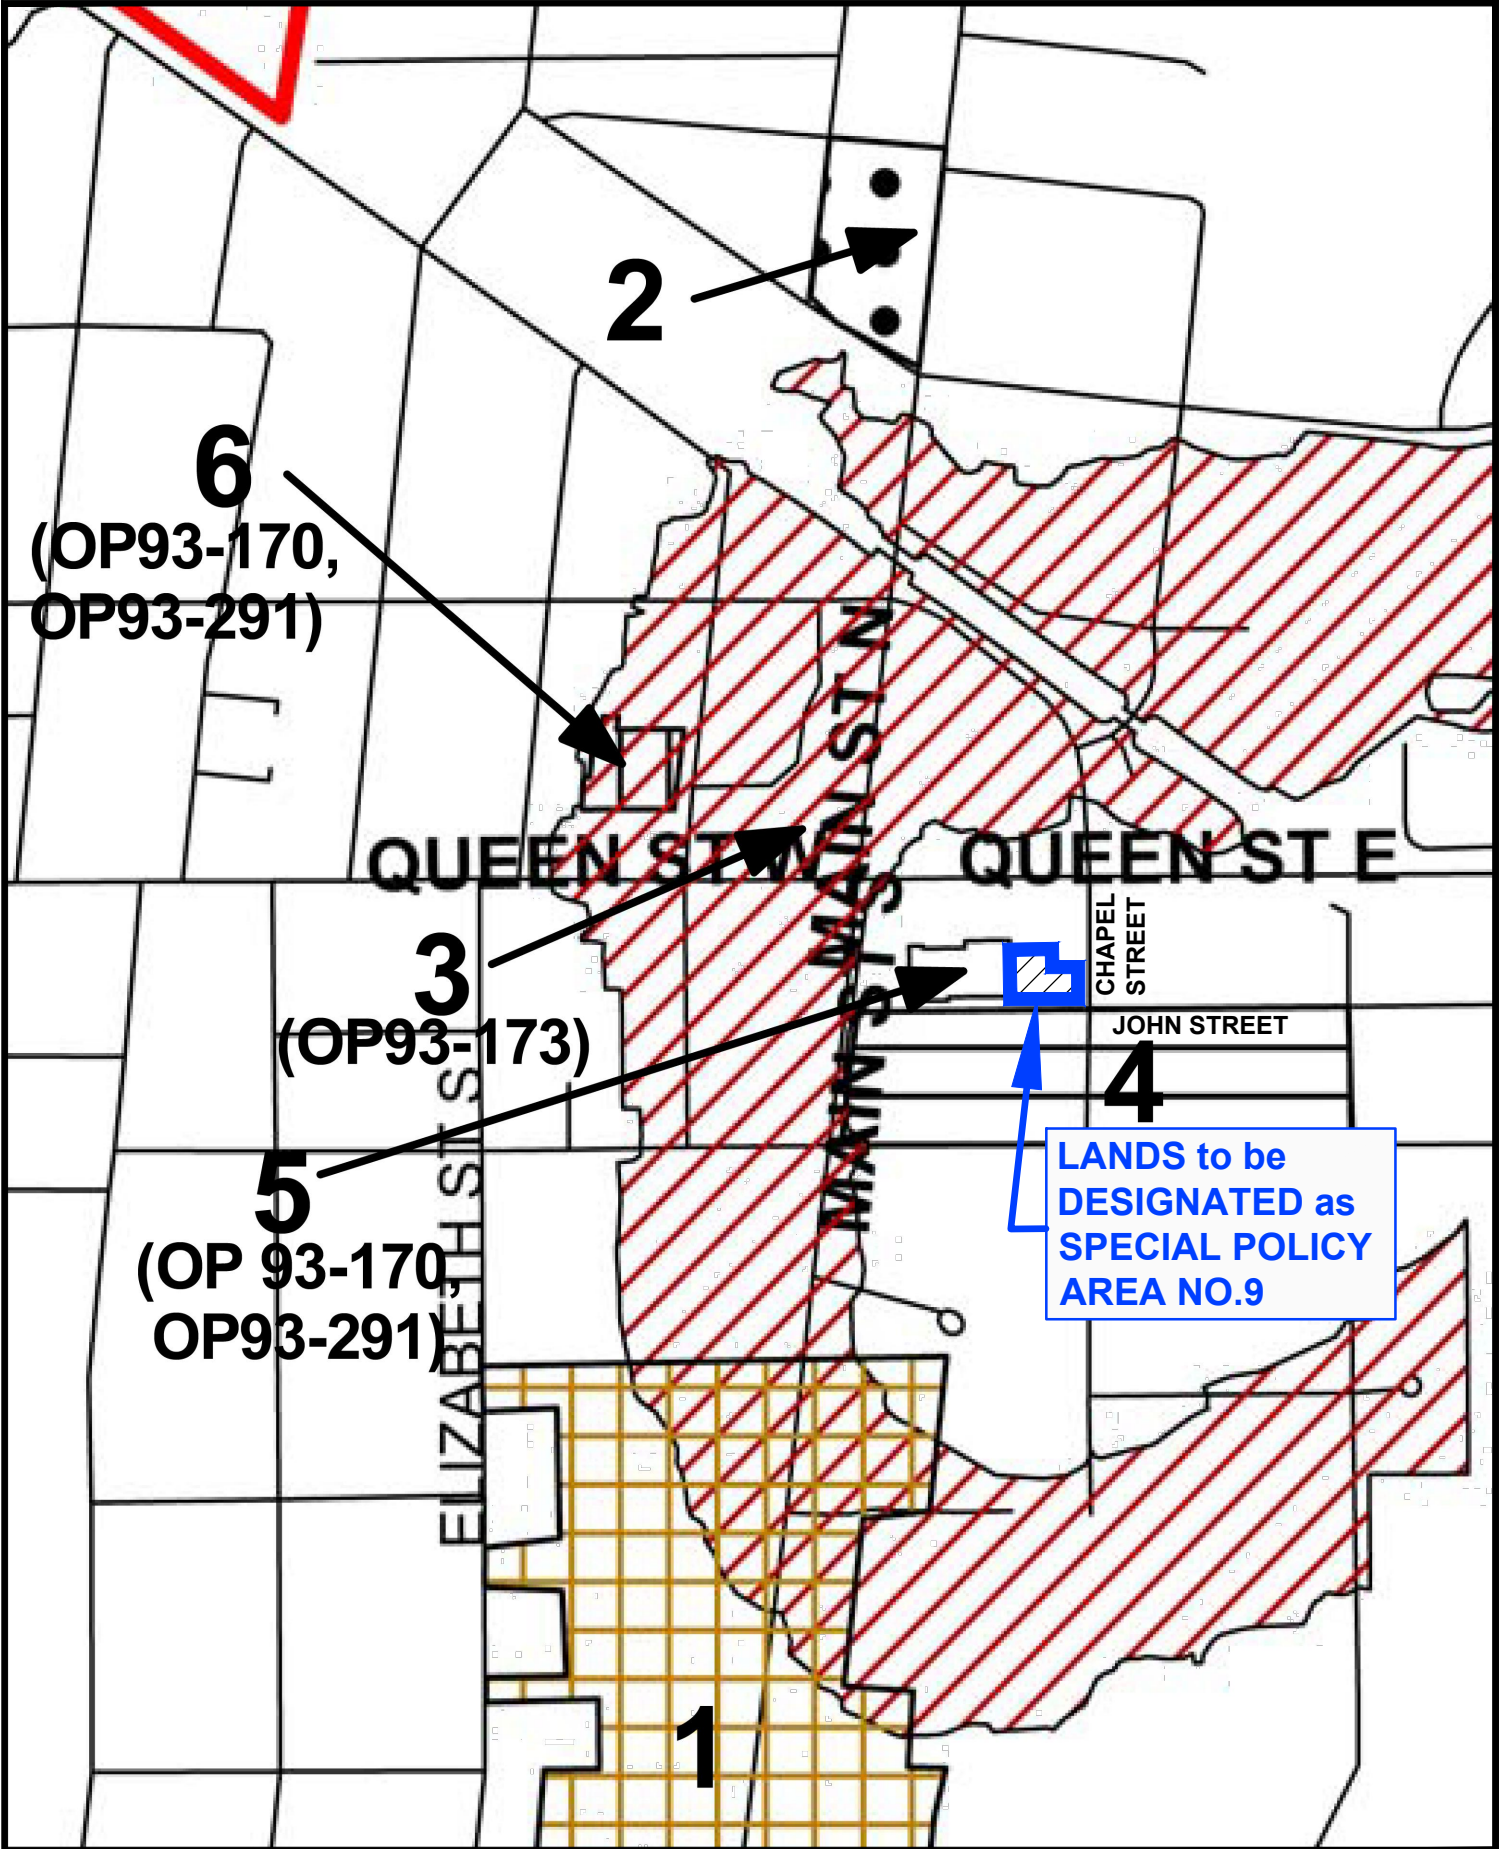 2
6
(OP93-170,
OP93-291)
MAIN ST N
QUEEN ST W
QUEEN ST E
MAIN ST S
CHAPEL
STREET
3
(OP93-173)
JOHN STREET
4
5
(OP 93-170,
OP93-291)
ELIZABETH ST S
MAIN ST S
LANDS to be
DESIGNATED as
SPECIAL POLICY
AREA NO.9
1